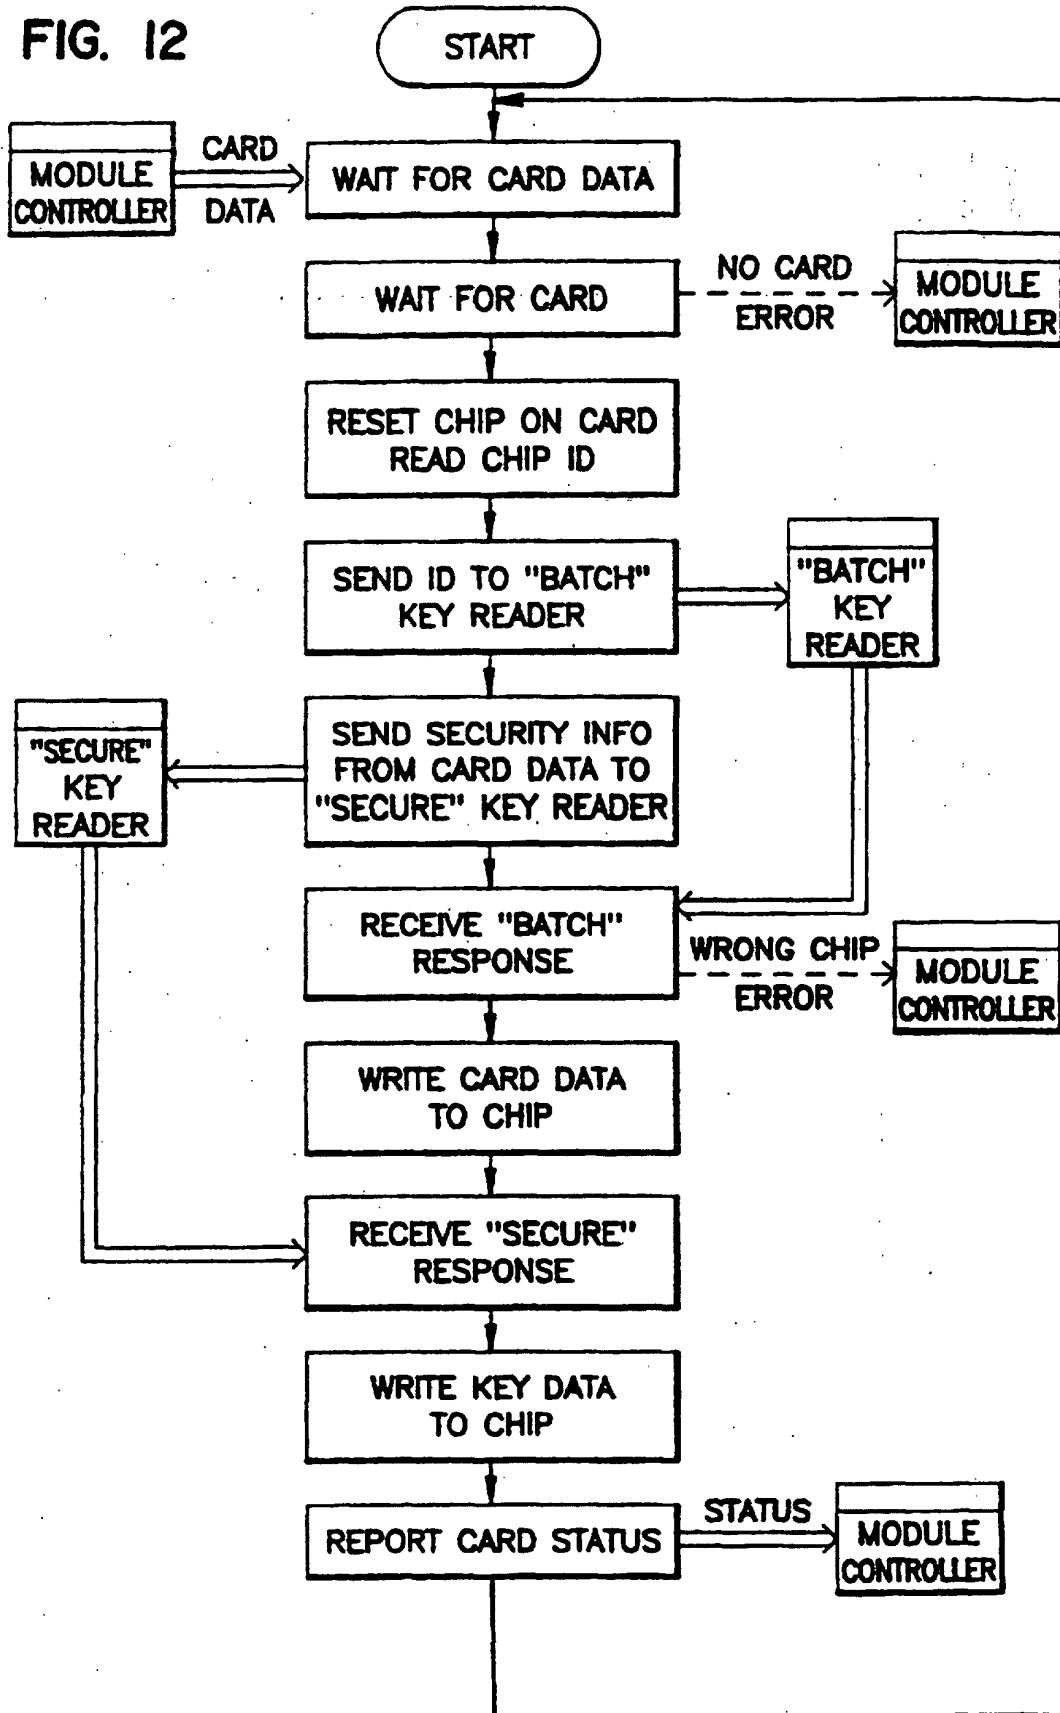 FIG. 12
START
CARD
DATA
MODULE
CONTROLLER
WAIT FOR CARD DATA
WAIT FOR CARD
NO CARD
ERROR
MODULE
CONTROLLER
RESET CHIP ON CARD
READ CHIP ID
SEND ID TO "BATCH"
KEY READER
"BATCH"
KEY
READER
SEND SECURITY INFO
FROM CARD DATA TO
"SECURE" KEY READER
"SECURE"
KEY
READER
RECEIVE "BATCH"
RESPONSE
WRONG CHIP
ERROR
MODULE
CONTROLLER
WRITE CARD DATA
TO CHIP
RECEIVE "SECURE"
RESPONSE
WRITE KEY DATA
TO CHIP
REPORT CARD STATUS
STATUS
MODULE
CONTROLLER